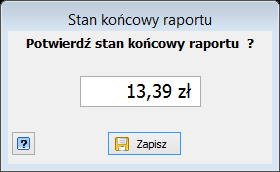 Stan końcowy raportu
Potwierdź stan końcowy raportu  ?
13,39 zł
?
Zapisz